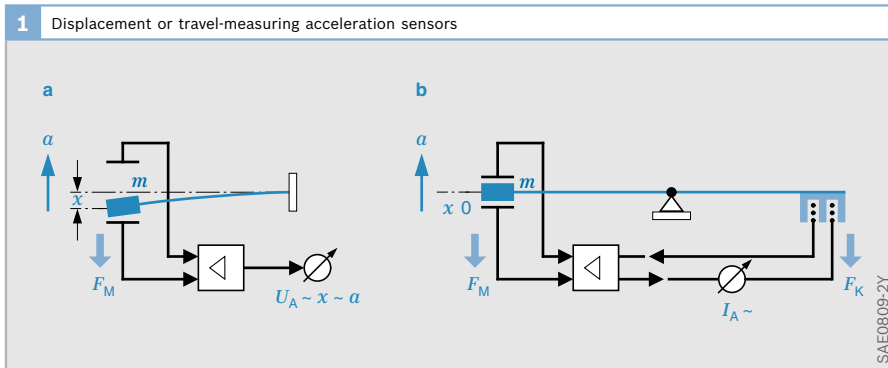 1 Displacement or travel-measuring acceleration sensors
a
a
x
m
F_M
U_A ~ x ~ a
b
a
x 0
m
F_M
I_A ~
F_K
SAE0809-2Y